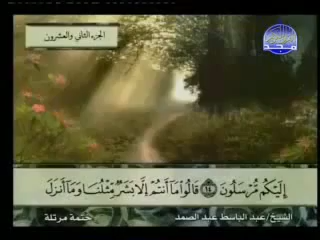 الجزء الثاني والعشرون
إِلَيْكُم مُّرْسَلُونَ ١٤ قَالُوا مَا أَنتُمْ إِلَّا بَشَرٌ مِّثْلُنَا وَمَا أَنزَلَ
الشيخ/عبد الباسط عبد الصمد
ختمة مرتلة